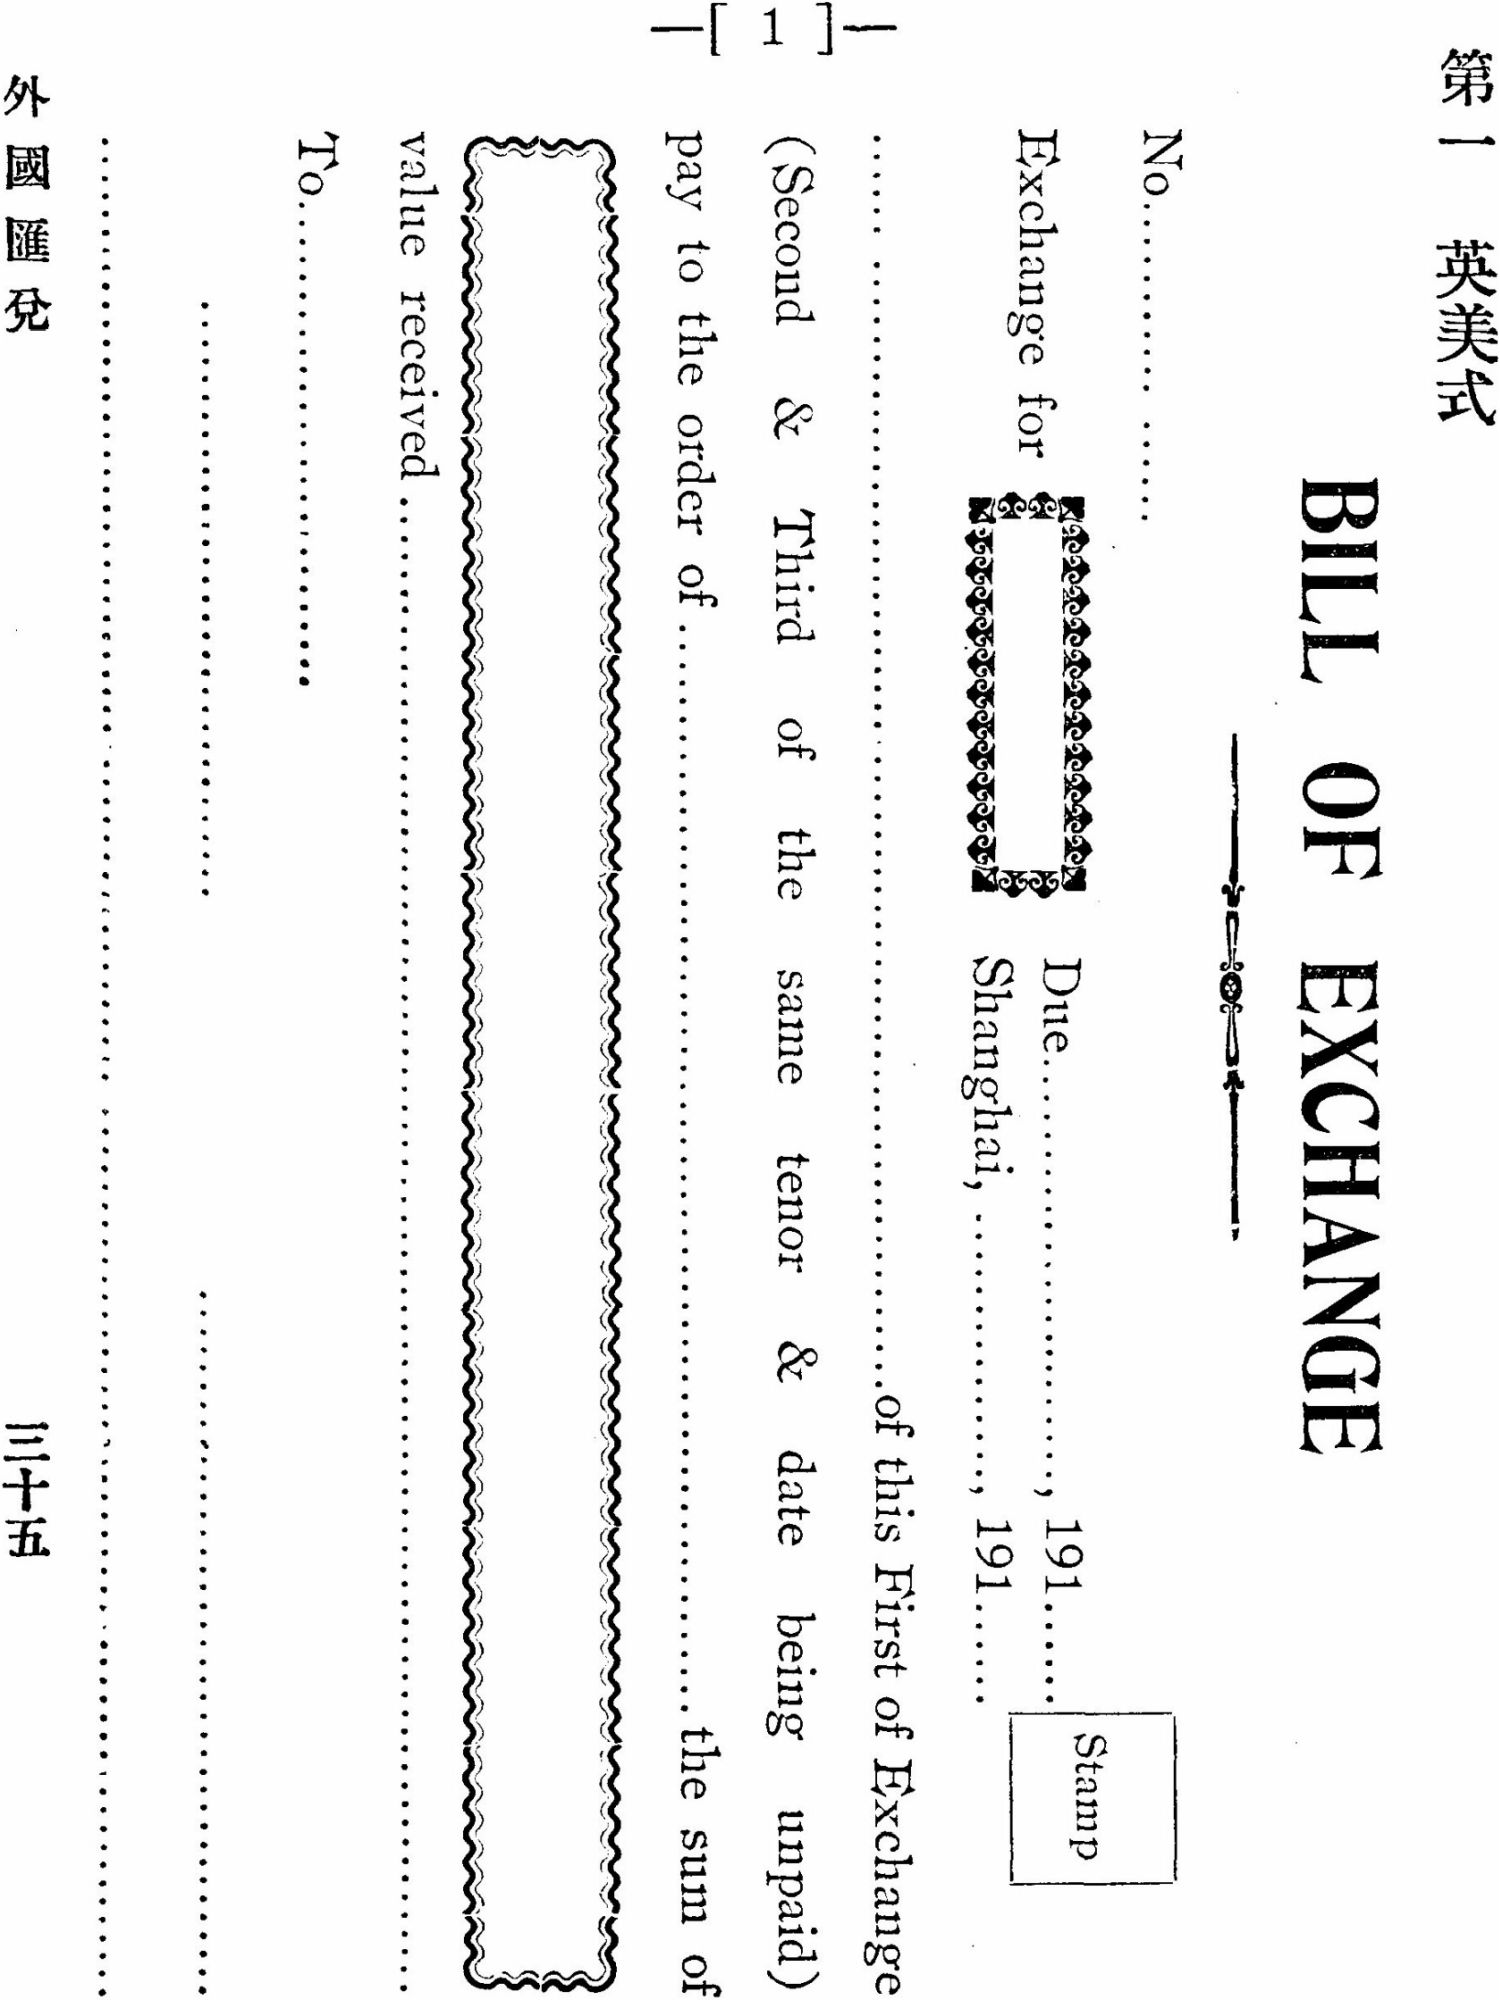 —[ 1 ]—
第一 英美式
BILL OF EXCHANGE
No....................
Exchange for
Due........................, 191......
Shanghai, ................, 191......
Stamp
............................................................of this First of Exchange
(Second & Third of the same tenor & date being unpaid)
pay to the order of............................................................the sum of
value received............................................................
To..............................
外國匯兌
三十五